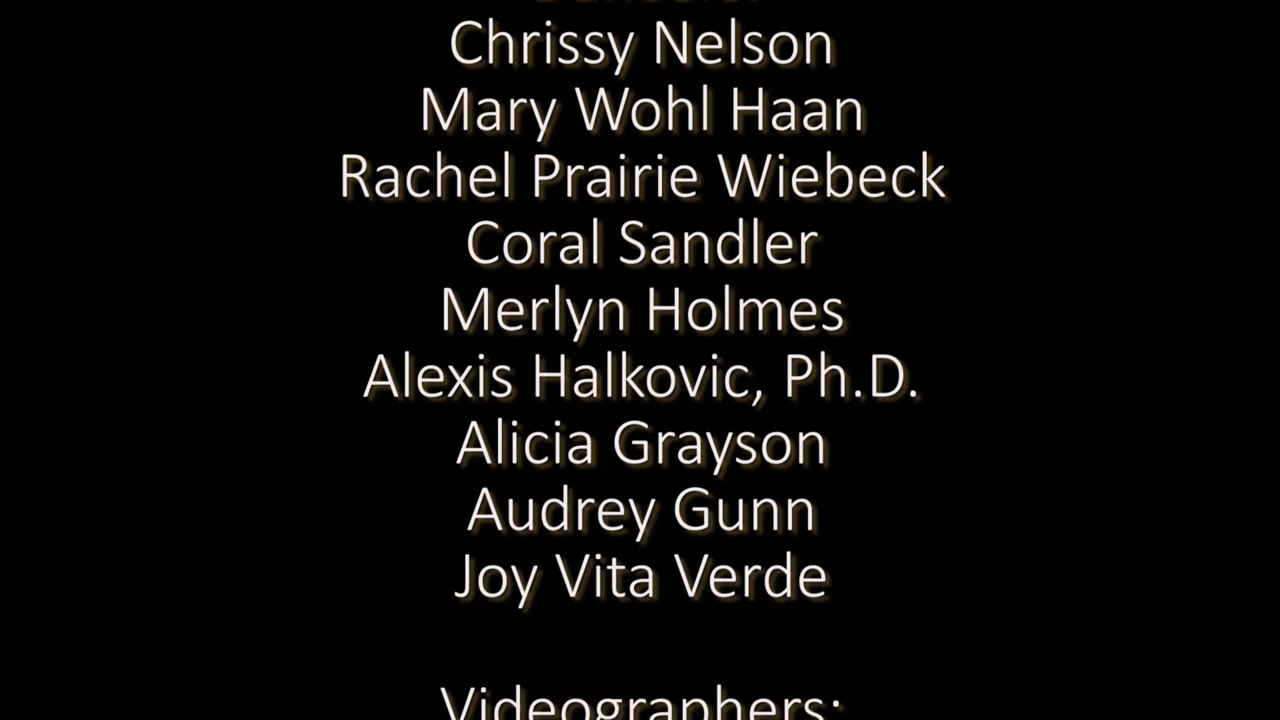 Chrissy Nelson
Mary Wohl Haan
Rachel Prairie Wiebeck
Coral Sandler
Merlyn Holmes
Alexis Halkovic, Ph.D.
Alicia Grayson
Audrey Gunn
Joy Vita Verde
Videographers: